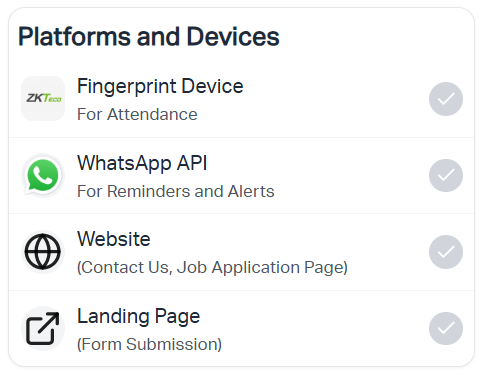 Platforms and Devices
ZKTeco
Fingerprint Device
For Attendance
WhatsApp API
For Reminders and Alerts
Website
(Contact Us, Job Application Page)
Landing Page
(Form Submission)